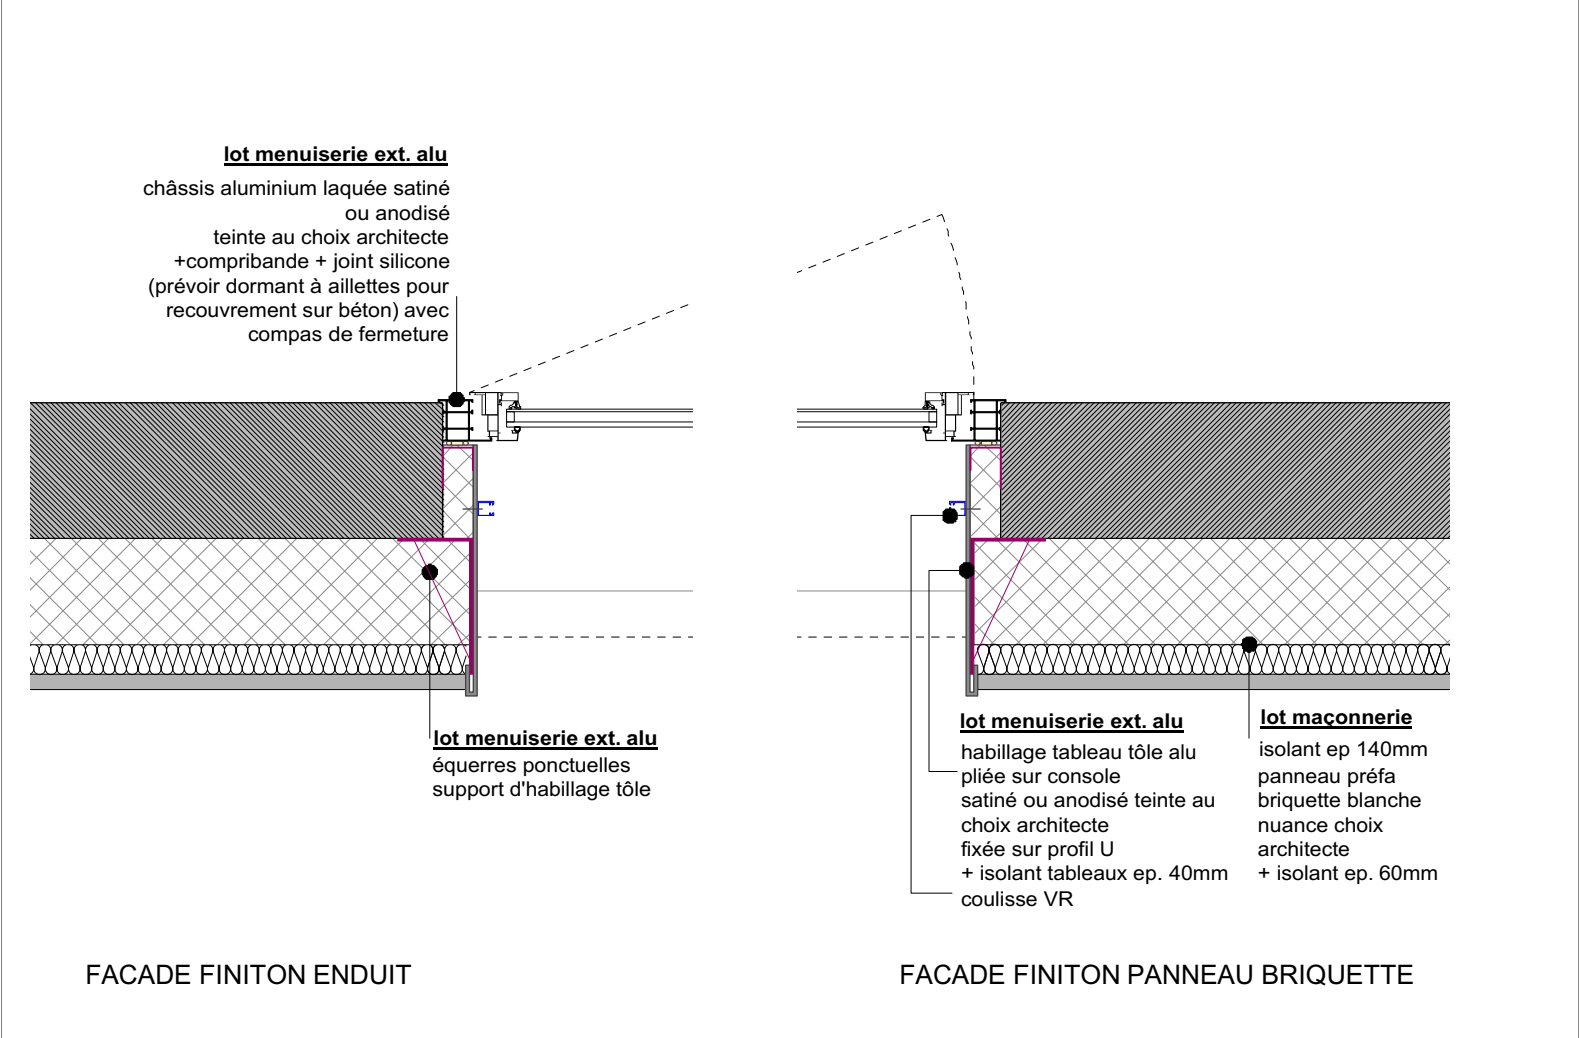 lot menuiserie ext. alu
châssis aluminium laquée satiné
ou anodisé
teinte au choix architecte
+compribande + joint silicone
(prévoir dormant à aillettes pour
recouvrement sur béton) avec
compas de fermeture
lot menuiserie ext. alu
équerres ponctuelles
support d'habillage tôle
lot menuiserie ext. alu
habillage tableau tôle alu
pliée sur console
satiné ou anodisé teinte au
choix architecte
fixée sur profil U
+ isolant tableaux ep. 40mm
coulisse VR
lot maçonnerie
isolant ep 140mm
panneau préfa
briquette blanche
nuance choix
architecte
+ isolant ep. 60mm
FACADE FINITON ENDUIT
FACADE FINITON PANNEAU BRIQUETTE